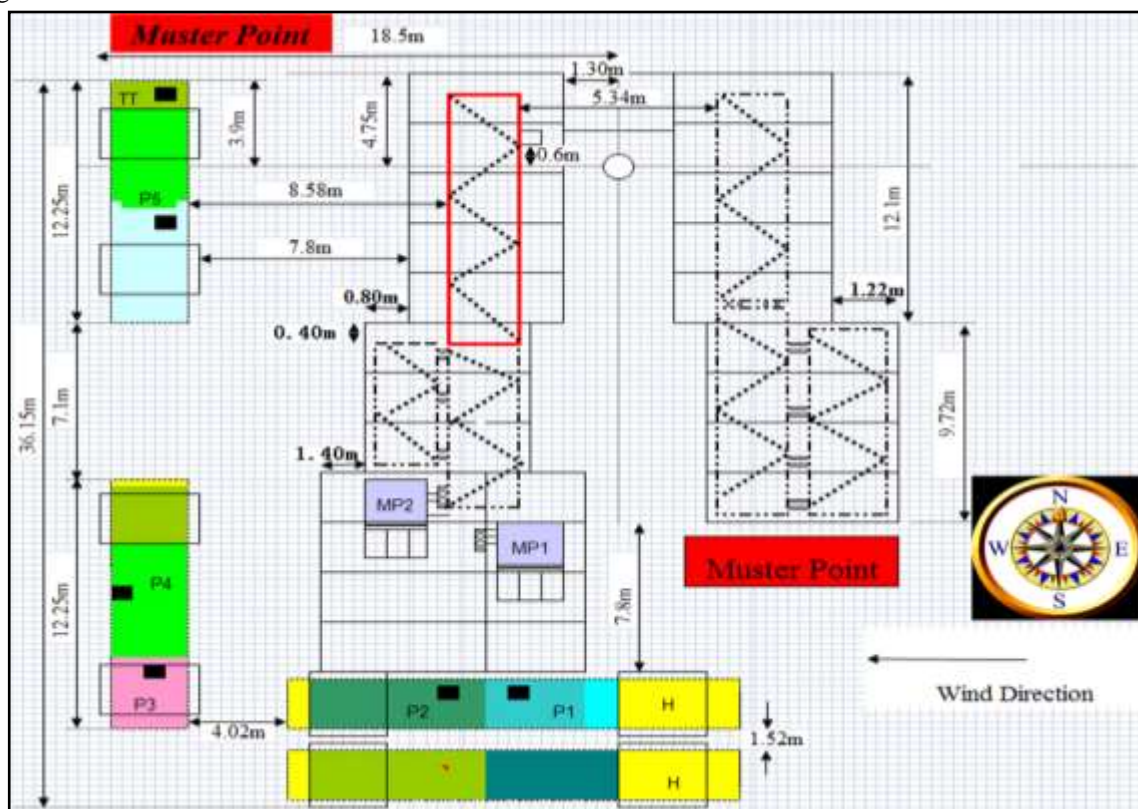 Muster Point
18.5m
1.30m
5.34m
TT
3.9m
4.75m
0.6m
12.25m
P5
8.58m
12.1m
7.8m
0.80m
1.22m
0.40m
36.15m
7.1m
9.72m
1.40m
MP2
MP1
N
W
E
S
Muster Point
12.25m
P4
7.8m
Wind Direction
P3
P2
P1
H
4.02m
1.52m
H